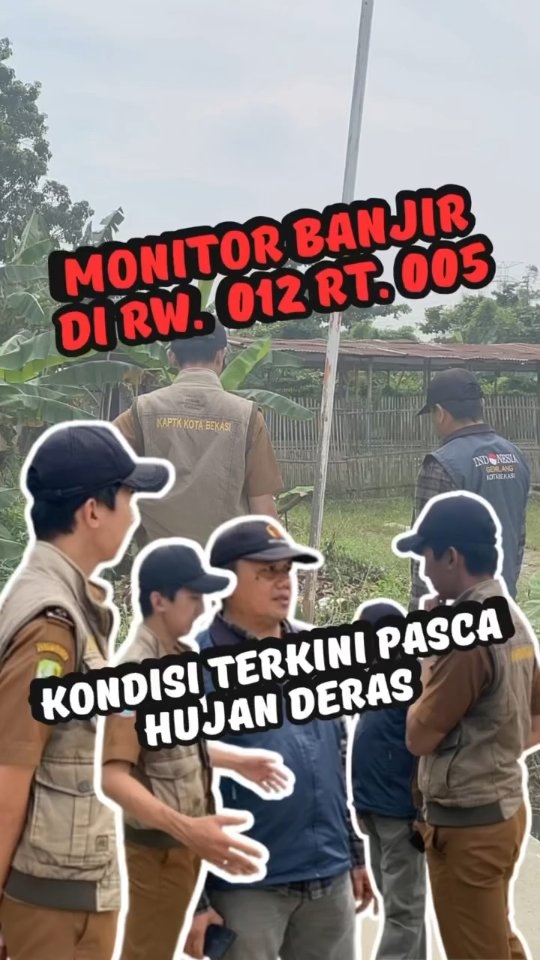 MONITOR BANJIR
DI RW. 012 RT. 005
KAPTK KOTA BEKASI
INDONESIA
GEMILANG
KOTA BEKASI
KONDISI TERKINI PASCA
HUJAN DERAS